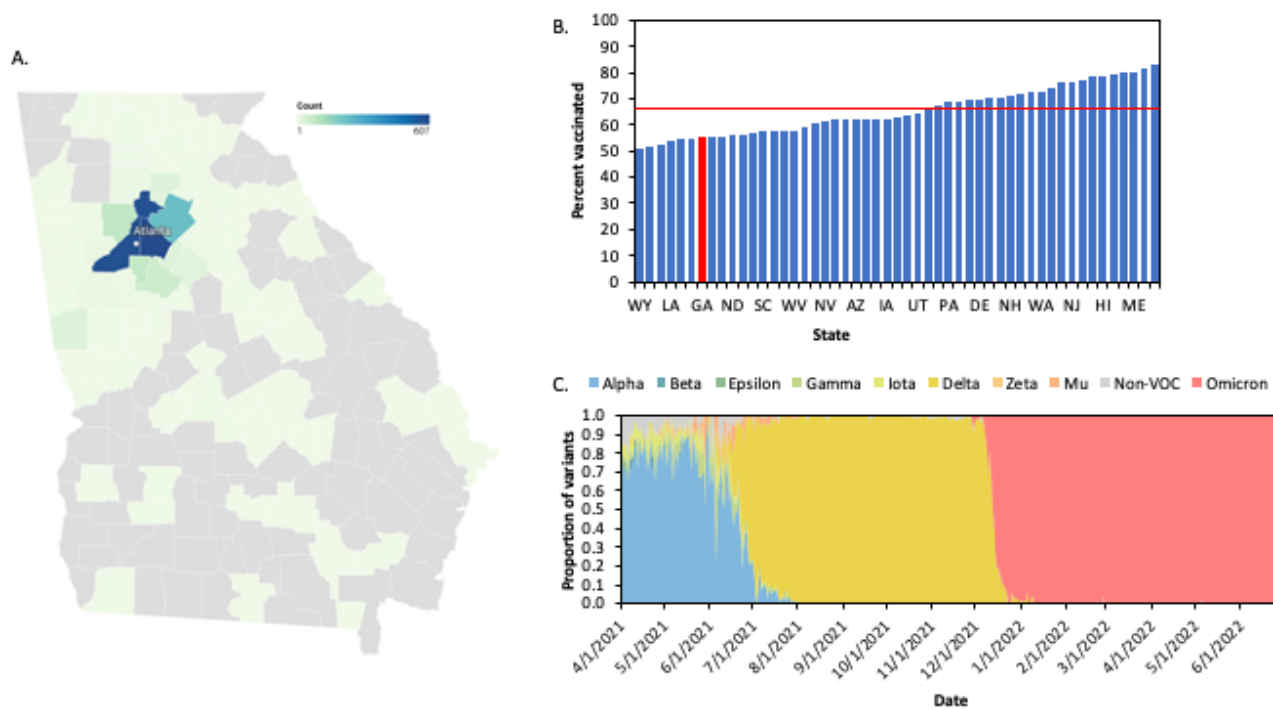 A.
Count
1 607
Atlanta
B.
Percent vaccinated
100
90
80
70
60
50
40
30
20
10
0
WY LA GA ND SC WV NV AZ IA UT PA DE NH WA NJ HI ME
State
C.
Alpha Beta Epsilon Gamma Iota Delta Zeta Mu Non-VOC Omicron
Proportion of variants
1.0
0.9
0.8
0.7
0.6
0.5
0.4
0.3
0.2
0.1
0.0
4/1/2021 5/1/2021 6/1/2021 7/1/2021 8/1/2021 9/1/2021 10/1/2021 11/1/2021 12/1/2021 1/1/2022 2/1/2022 3/1/2022 4/1/2022 5/1/2022 6/1/2022
Date